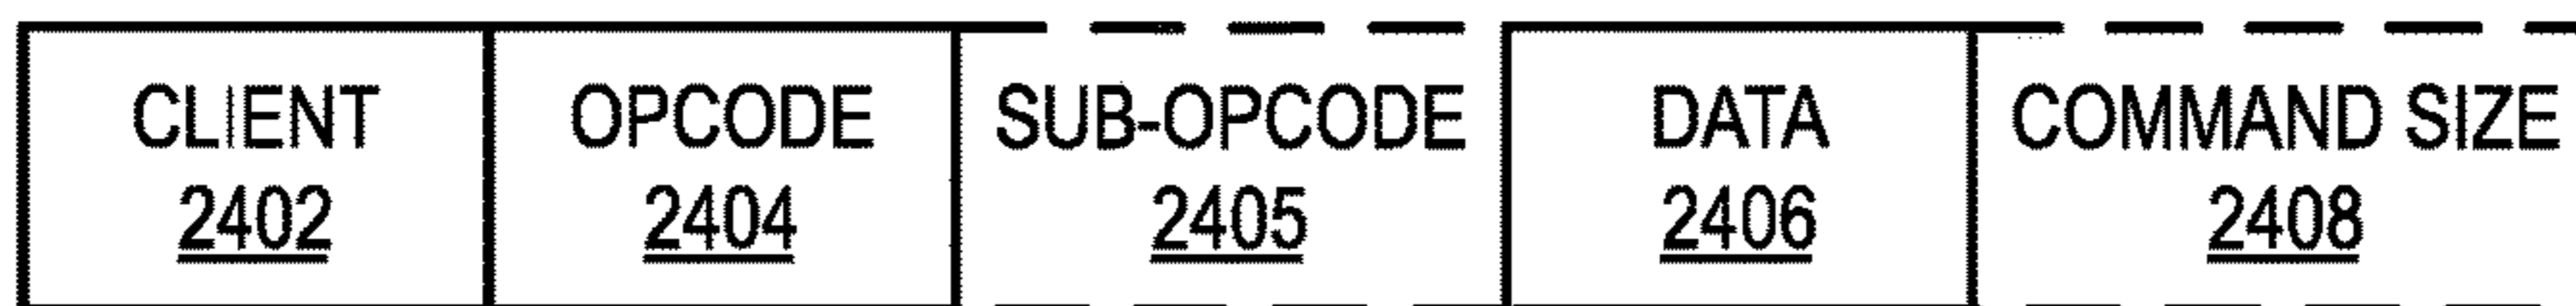 CLIENT OPCODE SUB-OPCODE DATA COMMAND SIZE
2402 2404 2405 2406 2408